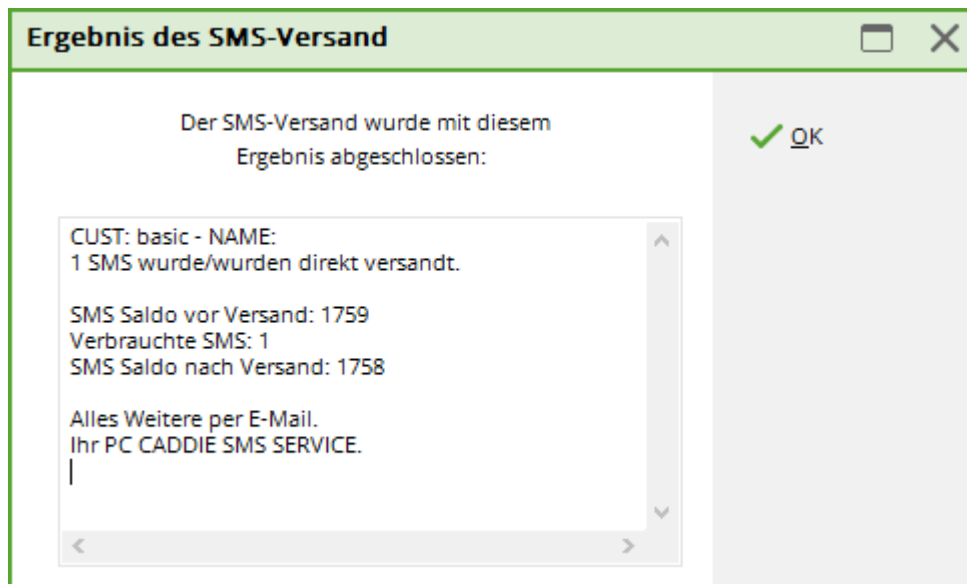 Ergebnis des SMS-Versand
Der SMS-Versand wurde mit diesem
Ergebnis abgeschlossen:
OK
CUST: basic - NAME:
1 SMS wurde/wurden direkt versandt.
SMS Saldo vor Versand: 1759
Verbrauchte SMS: 1
SMS Saldo nach Versand: 1758
Alles Weitere per E-Mail.
Ihr PC CADDIE SMS SERVICE.